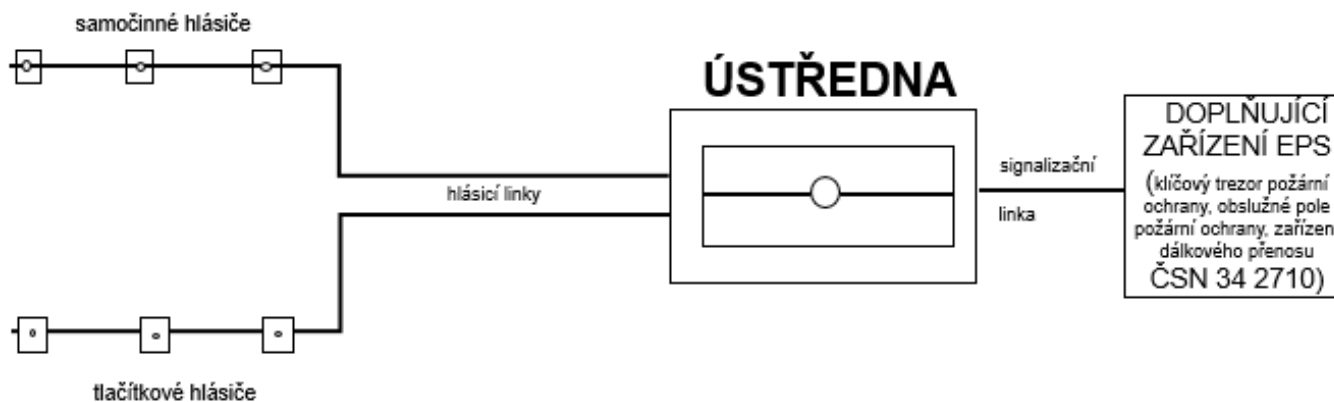 samočinné hlásiče
ÚSTŘEDNA
DOPLŇUJÍCÍ
ZAŘÍZENÍ EPS
(klíčový trezor požární
ochrany, obslužné pole
požární ochrany, zařízen
dálkového přenosu
ČSN 34 2710)
signalizační
linka
hlásicí linky
tlačítkové hlásiče